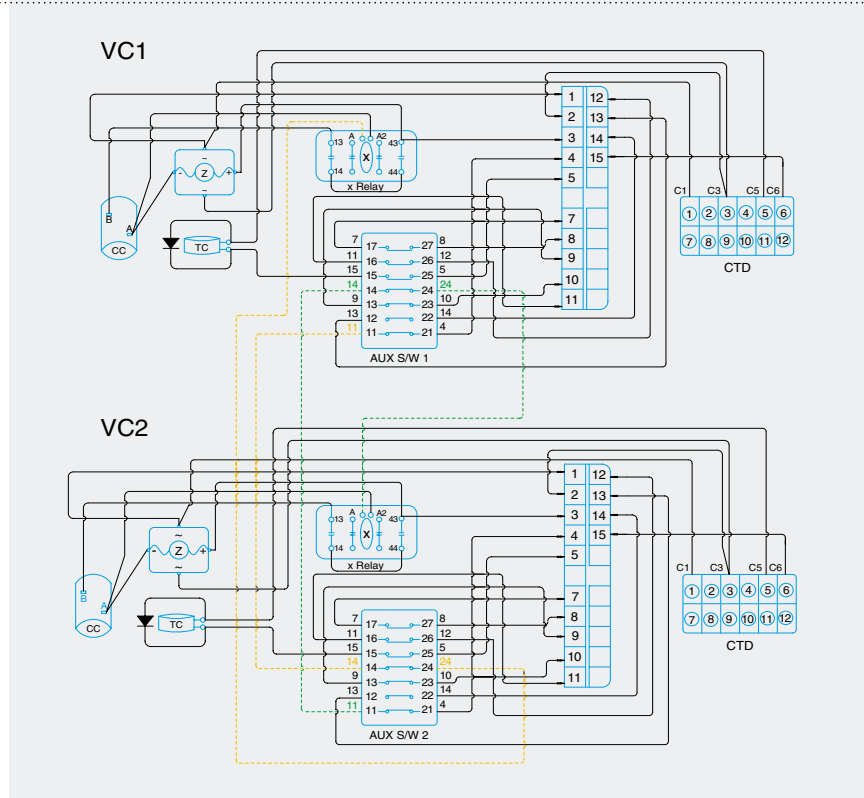 VC1
1 12
2 13
3 14
4 15
5
7
8
9
10
11
13 A A2 43
X
14 44
x Relay
~
- Z +
~
B
A
CC
TC
C1 C3 C5 C6
1 2 3 4 5 6
7 8 9 10 11 12
CTD
7 17 27 8
11 16 26 12
15 15 25 5
14 14 24 24
9 13 23 10
13 12 22 14
11 11 21 4
AUX S/W 1
VC2
1 12
2 13
3 14
4 15
5
7
8
9
10
11
13 A A2 43
X
14 44
x Relay
~
- Z +
~
B
A
CC
TC
C1 C3 C5 C6
1 2 3 4 5 6
7 8 9 10 11 12
CTD
7 17 27 8
11 16 26 12
15 15 25 5
14 14 24 24
9 13 23 10
13 12 22 14
11 11 21 4
AUX S/W 2